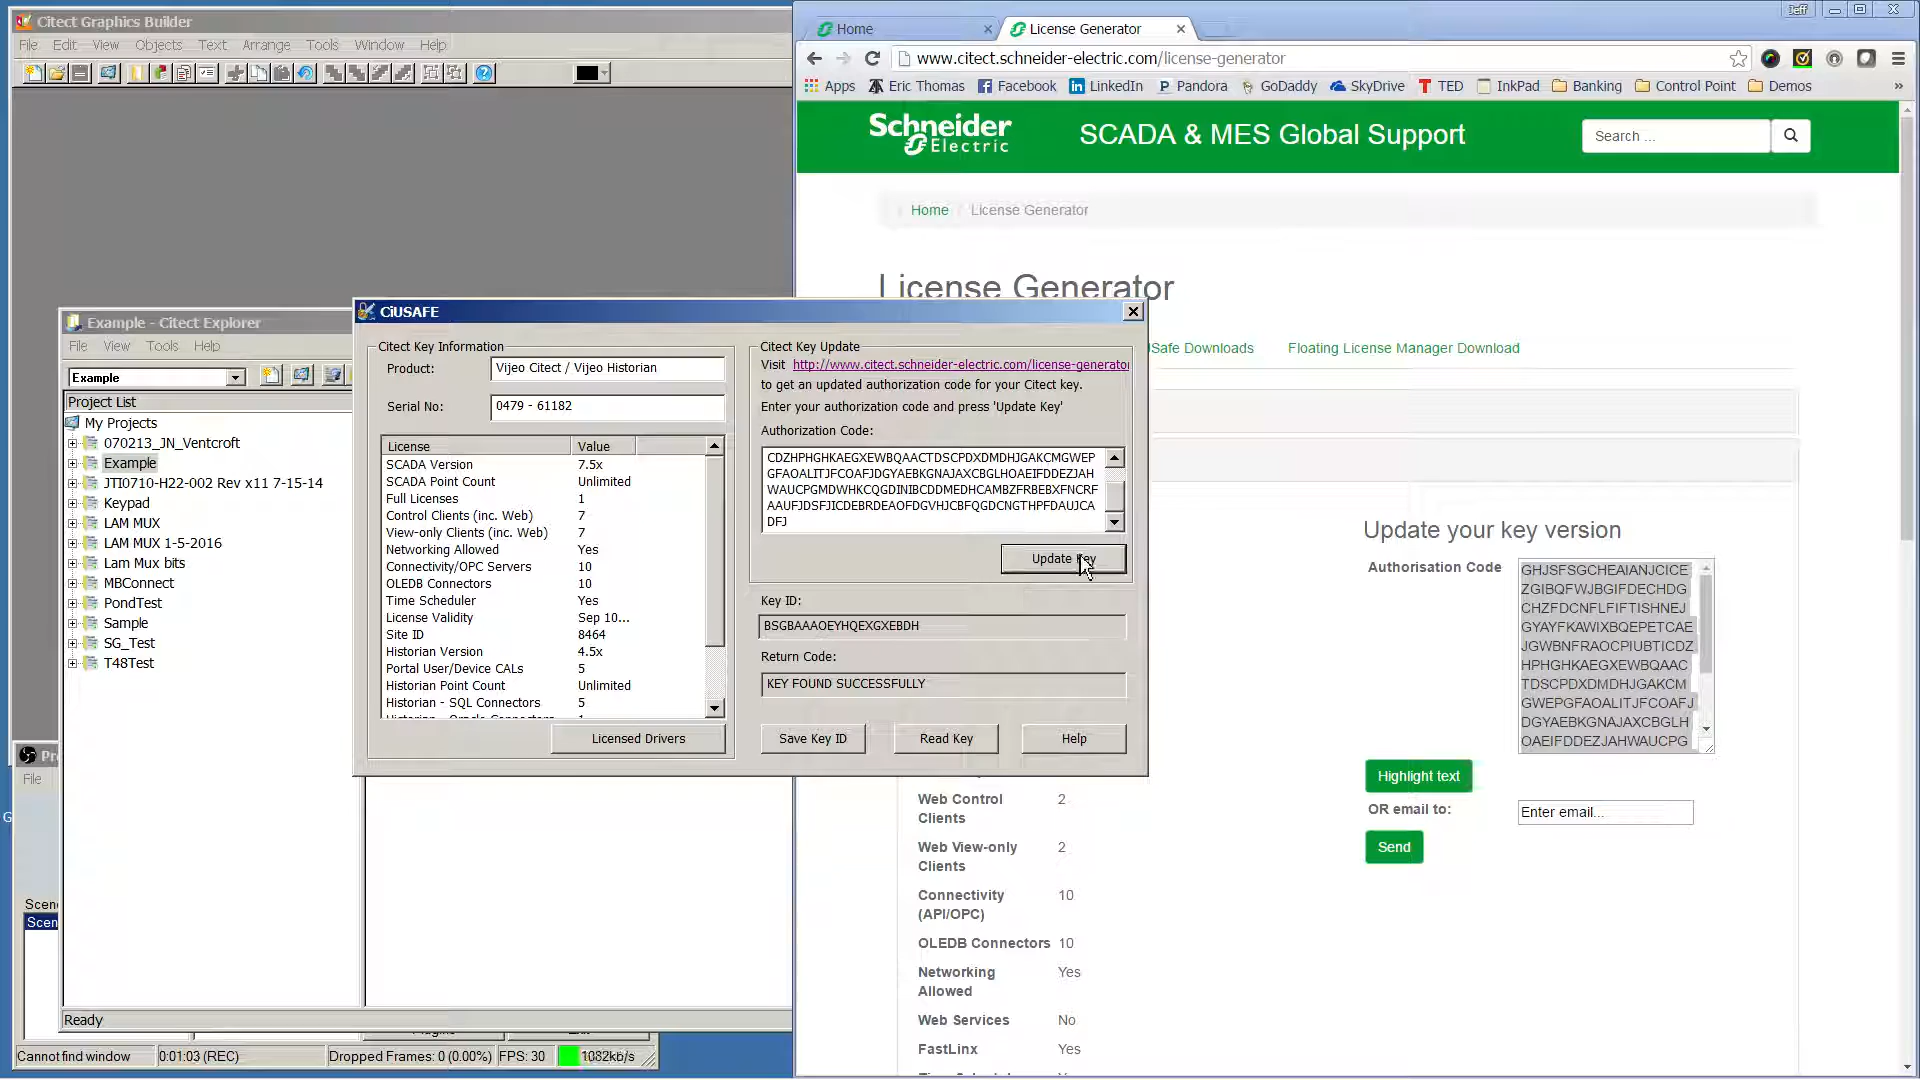 Citect Graphics Builder
File Edit View Objects Text Arrange Tools Window Help
Example - Citect Explorer
File View Tools Help
Example
Project List
My Projects
070213_JN_Ventcroft
Example
JTI0710-H22-002 Rev x11 7-15-14
Keypad
LAM MUX
LAM MUX 1-5-2016
Lam Mux bits
MBConnect
PondTest
Sample
SG_Test
T48Test
File
Scen
Scen
Ready
Cannot find window
0:01:03 (REC)
Dropped Frames: 0 (0.00%)
FPS: 30
1082kb/s
CiUSAFE
Citect Key Information
Product: Vijeo Citect / Vijeo Historian
Serial No: 0479 - 61182
License Value
SCADA Version 7.5x
SCADA Point Count Unlimited
Full Licenses 1
Control Clients (inc. Web) 7
View-only Clients (inc. Web) 7
Networking Allowed Yes
Connectivity/OPC Servers 10
OLEDB Connectors 10
Time Scheduler Yes
License Validity Sep 10...
Site ID 8464
Historian Version 4.5x
Portal User/Device CALs 5
Historian Point Count Unlimited
Historian - SQL Connectors 5
Licensed Drivers
Citect Key Update
Visit http://www.citect.schneider-electric.com/license-generator
to get an updated authorization code for your Citect key.
Enter your authorization code and press 'Update Key'
Authorization Code:
CDZHPHGHKAEGXEWBQAACTDSCPDXDMDHJGAKCMGWEP
GFAOALITJFCOAFJDGYAEBKGNAJAXCBGLHOAEIFDDEZJAH
WAUCPGMDWHKCQGDINIBCDDMEDHCAMBZFRBEBXFNCRF
AAUFJDSFJICDEBRDEAOFDGVHJCBFQGDCNGTHPFDAUJCA
DFJ
Update Key
Key ID:
BSGBAAAOEYHQEXGXEBDH
Return Code:
KEY FOUND SUCCESSFULLY
Save Key ID Read Key Help
Jeff
Home
License Generator
www.citect.schneider-electric.com/license-generator
Apps Eric Thomas Facebook LinkedIn Pandora GoDaddy SkyDrive TED InkPad Banking Control Point Demos »
Schneider Electric
SCADA & MES Global Support
Search ...
Home / License Generator
License Generator
Safe Downloads Floating License Manager Download
Update your key version
Authorisation Code
GHJSFSGCHEAIANJCICE
ZGIBQFWJBGIFDECHDG
CHZFDCNFLFIFTISHNEJ
GYAYFKAWIXBQEPETCAE
JGWBNFRAOCPIUBTICDZ
HPHGHKAEGXEWBQAAC
TDSCPDXDMDHJGAKCM
GWEPGFAOALITJFCOAFJ
DGYAEBKGNAJAXCBGLH
OAEIFDDEZJAHWAUCPG
Highlight text
OR email to: Enter email...
Send
Web Control Clients 2
Web View-only Clients 2
Connectivity (API/OPC) 10
OLEDB Connectors 10
Networking Allowed Yes
Web Services No
FastLinx Yes